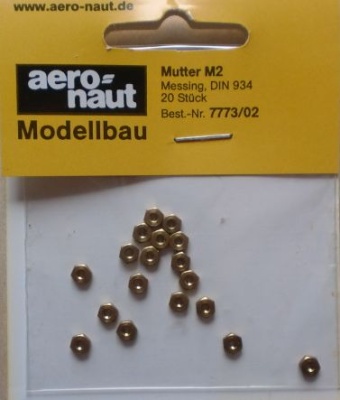 www.aero-naut.de
aero=
naut
Modellbau
Mutter M2
Messing, DIN 934
20 Stück
Best.-Nr. 7773/02